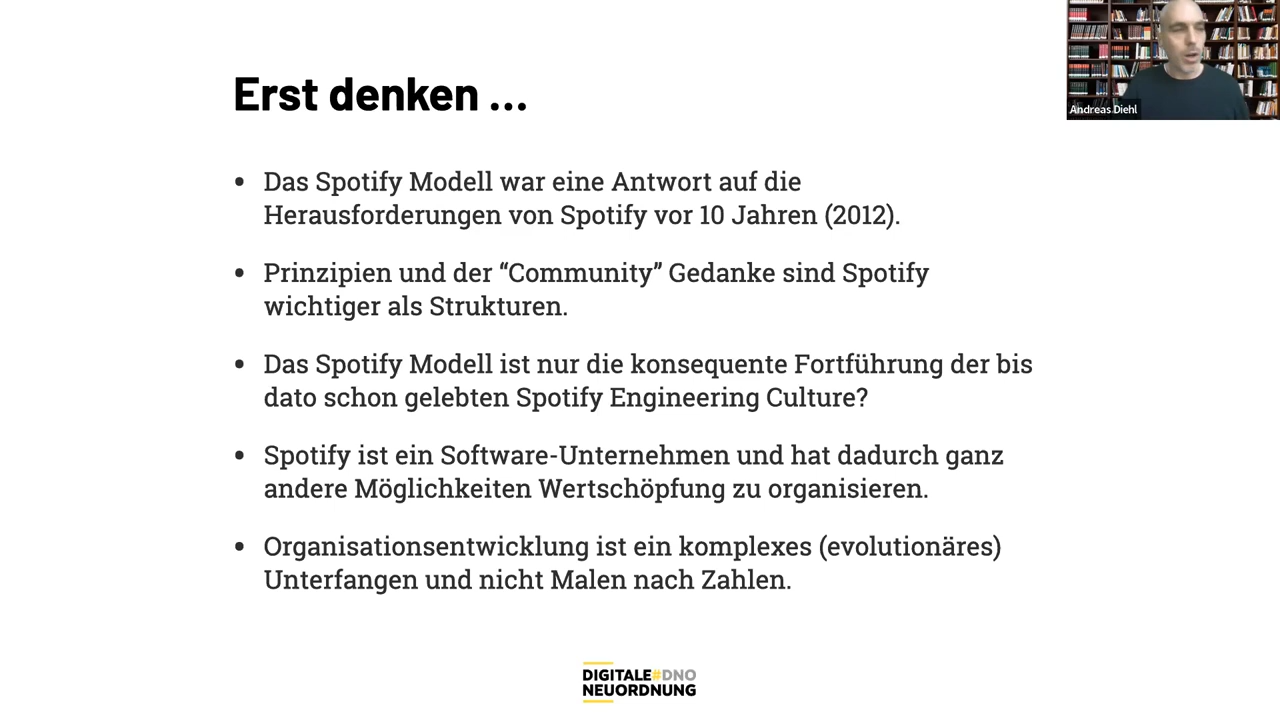 Andreas Diehl
Erst denken ...
• Das Spotify Modell war eine Antwort auf die
Herausforderungen von Spotify vor 10 Jahren (2012).
• Prinzipien und der “Community” Gedanke sind Spotify
wichtiger als Strukturen.
• Das Spotify Modell ist nur die konsequente Fortführung der bis
dato schon gelebten Spotify Engineering Culture?
• Spotify ist ein Software-Unternehmen und hat dadurch ganz
andere Möglichkeiten Wertschöpfung zu organisieren.
• Organisationsentwicklung ist ein komplexes (evolutionäres)
Unterfangen und nicht Malen nach Zahlen.
DIGITALE#DNO
NEUORDNUNG